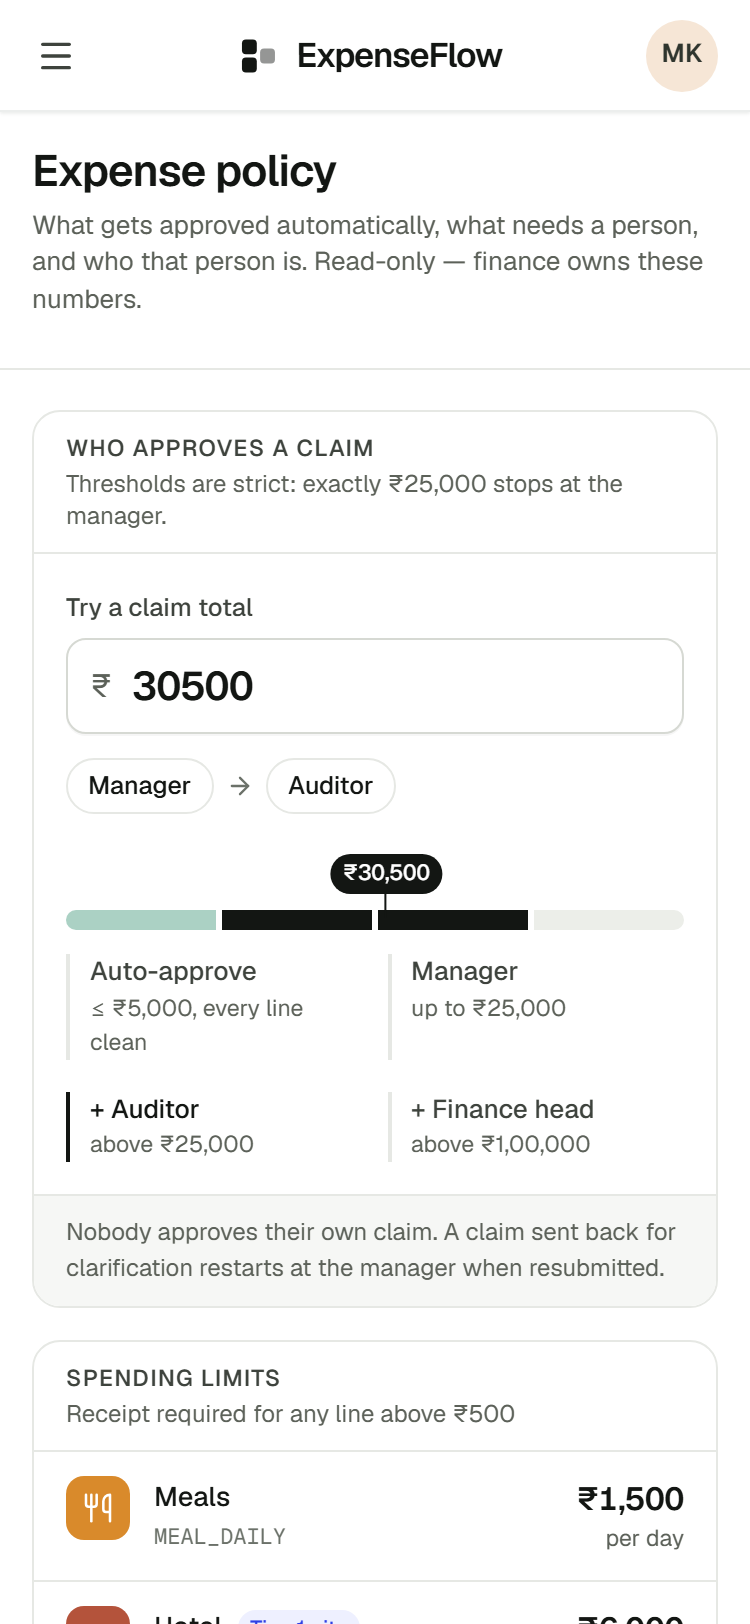 ExpenseFlow
MK
Expense policy
What gets approved automatically, what needs a person,
and who that person is. Read-only — finance owns these
numbers.
WHO APPROVES A CLAIM
Thresholds are strict: exactly ₹25,000 stops at the
manager.
Try a claim total
₹ 30500
Manager → Auditor
₹30,500
Auto-approve
≤ ₹5,000, every line
clean
Manager
up to ₹25,000
+ Auditor
above ₹25,000
+ Finance head
above ₹1,00,000
Nobody approves their own claim. A claim sent back for
clarification restarts at the manager when resubmitted.
SPENDING LIMITS
Receipt required for any line above ₹500
Meals
MEAL_DAILY
₹1,500
per day
Hotel